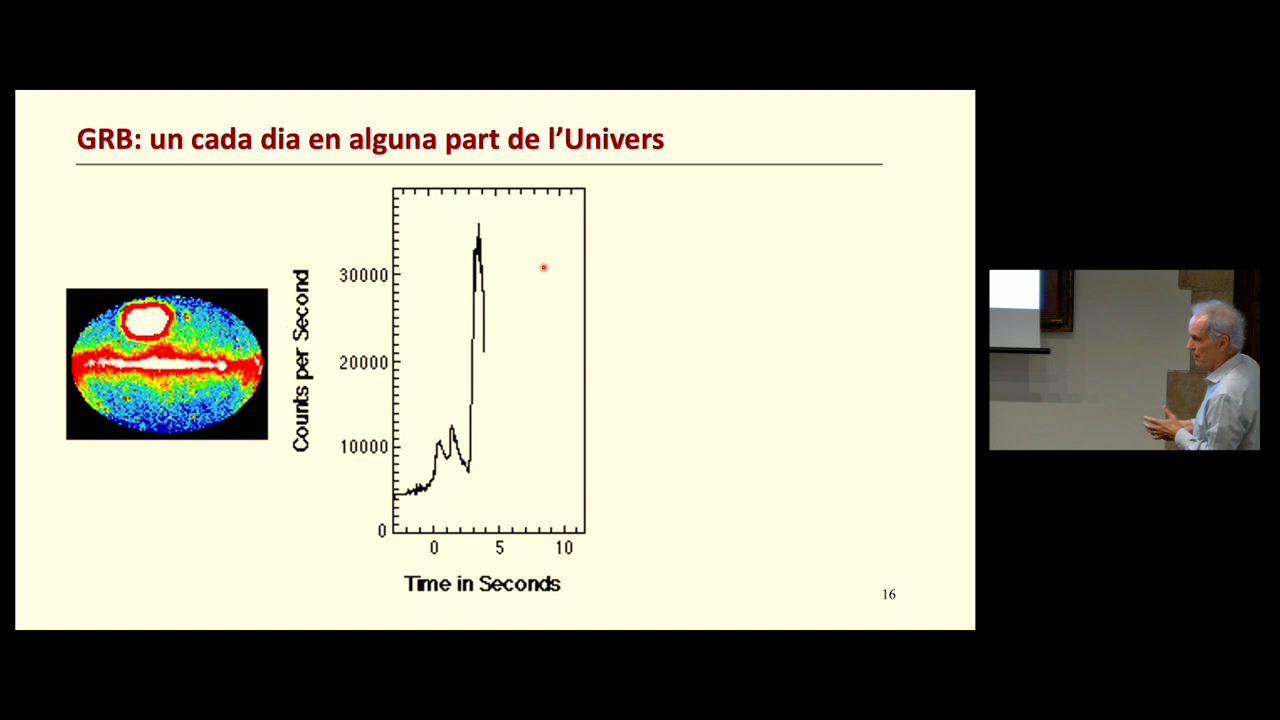 GRB: un cada dia en alguna part de l’Univers
Counts per Second
30000
20000
10000
0
0 5 10
Time in Seconds
16